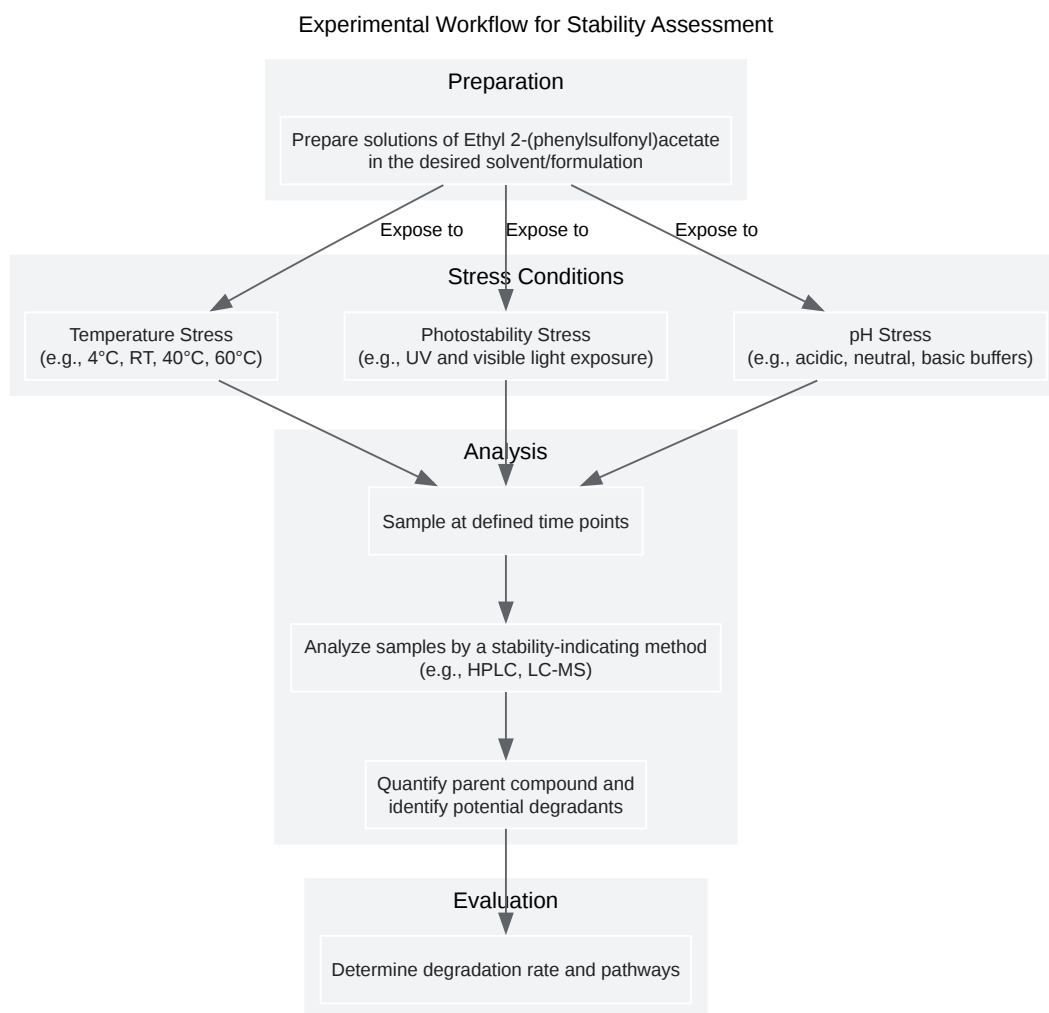 Experimental Workflow for Stability Assessment
Preparation
Prepare solutions of Ethyl 2-(phenylsulfonyl)acetate
in the desired solvent/formulation
Expose to
Expose to
Expose to
Stress Conditions
Temperature Stress
(e.g., 4°C, RT, 40°C, 60°C)
Photostability Stress
(e.g., UV and visible light exposure)
pH Stress
(e.g., acidic, neutral, basic buffers)
Analysis
Sample at defined time points
Analyze samples by a stability-indicating method
(e.g., HPLC, LC-MS)
Quantify parent compound and
identify potential degradants
Evaluation
Determine degradation rate and pathways